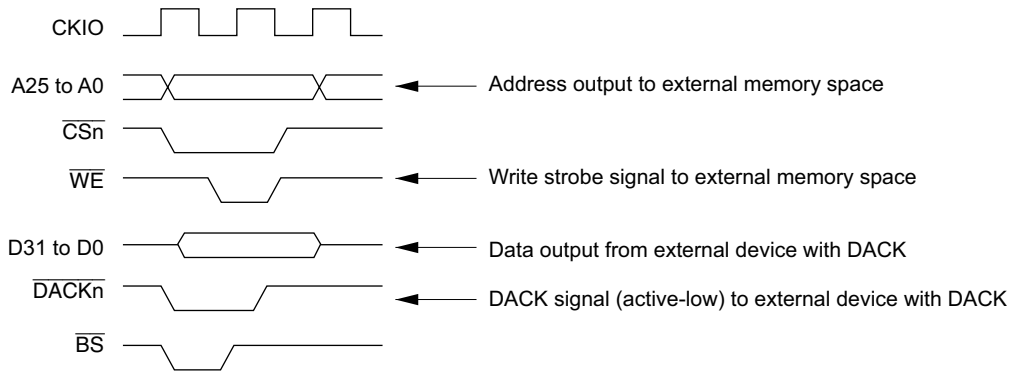 CKIO
A25 to A0 Address output to external memory space
CSn
WE Write strobe signal to external memory space
D31 to D0 Data output from external device with DACK
DACKn DACK signal (active-low) to external device with DACK
BS